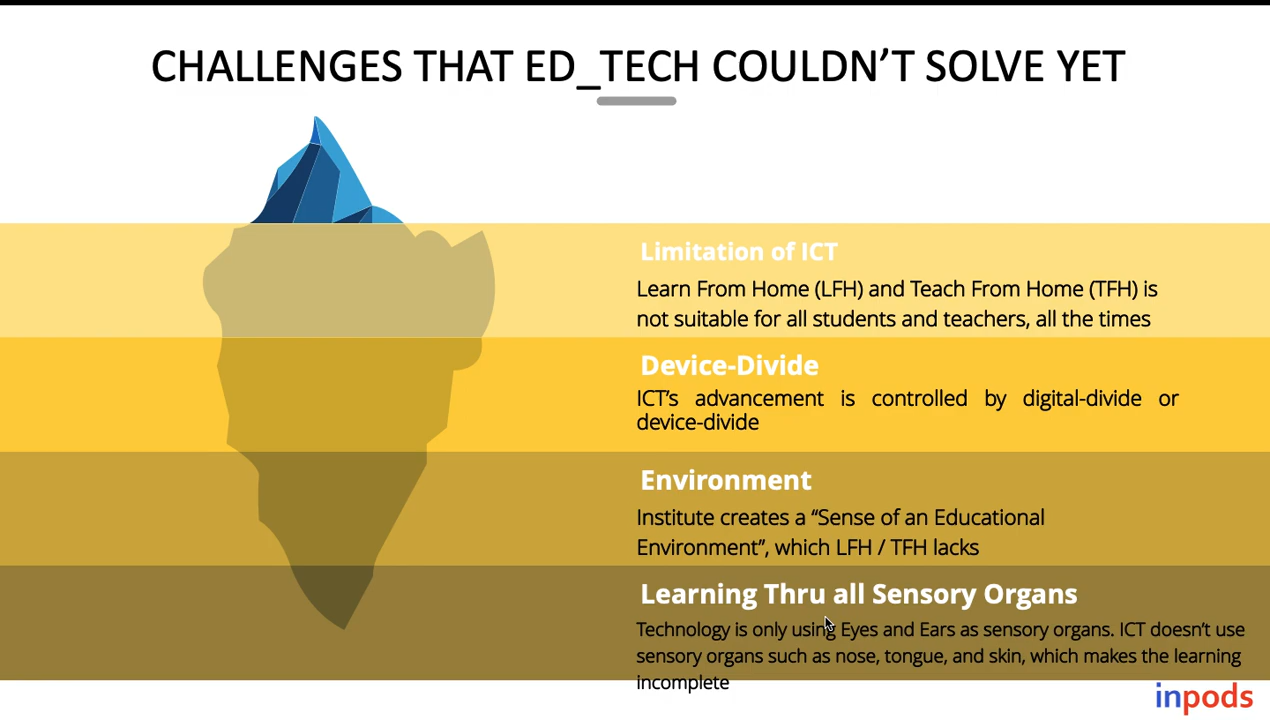 CHALLENGES THAT ED_TECH COULDN’T SOLVE YET
Limitation of ICT
Learn From Home (LFH) and Teach From Home (TFH) is
not suitable for all students and teachers, all the times
Device-Divide
ICT’s advancement is controlled by digital-divide or
device-divide
Environment
Institute creates a “Sense of an Educational
Environment”, which LFH / TFH lacks
Learning Thru all Sensory Organs
Technology is only using Eyes and Ears as sensory organs. ICT doesn’t use
sensory organs such as nose, tongue, and skin, which makes the learning
incomplete
inpods